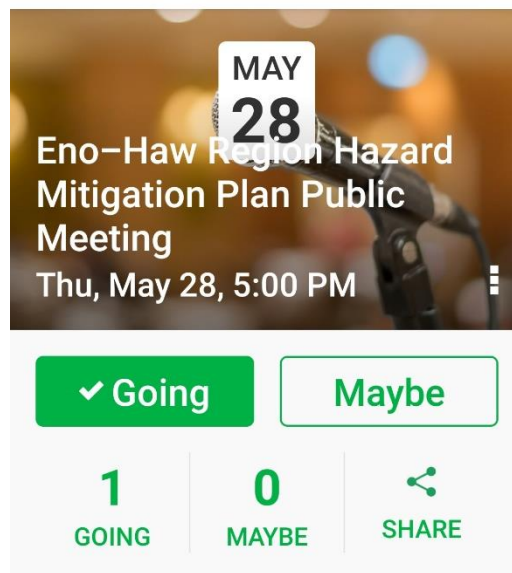 MAY
28
Eno–Haw Region Hazard
Mitigation Plan Public
Meeting
Thu, May 28, 5:00 PM
Going
Maybe
1
GOING
0
MAYBE
SHARE